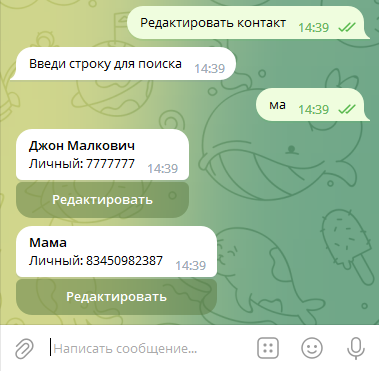 Редактировать контакт 14:39
Введи строку для поиска 14:39
ма 14:39
Джон Малкович
Личный: 7777777 14:39
Редактировать
Мама
Личный: 83450982387 14:39
Редактировать
Написать сообщение...